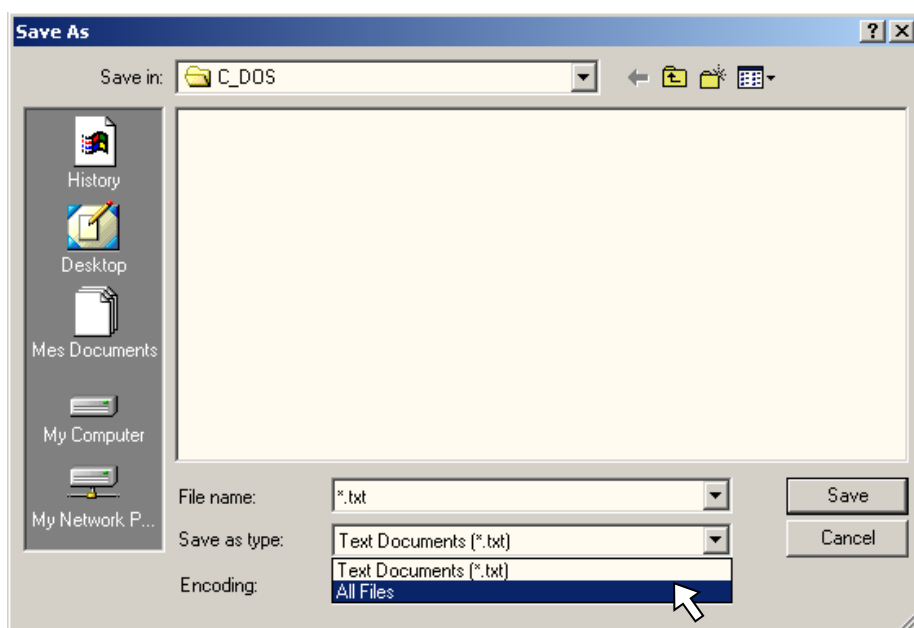 Save As
Save in: C_DOS
History
Desktop
Mes Documents
My Computer
My Network P...
File name: *.txt Save
Save as type: Text Documents (*.txt) Cancel
Text Documents (*.txt)
Encoding: All Files